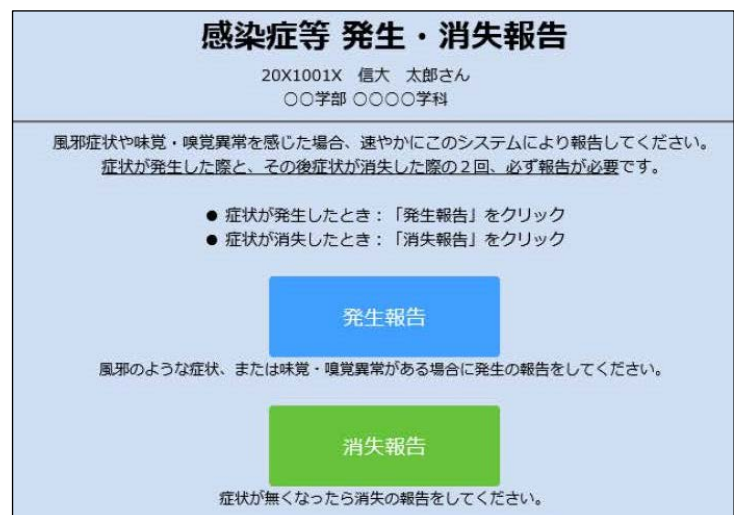 感染症等 発生・消失報告
20X1001X 信大 太郎さん
○○学部 ○○○○学科
風邪症状や味覚・嗅覚異常を感じた場合、速やかにこのシステムにより報告してください。
症状が発生した際と、その後症状が消失した際の２回、必ず報告が必要です。
● 症状が発生したとき：「発生報告」をクリック
● 症状が消失したとき：「消失報告」をクリック
発生報告
風邪のような症状、または味覚・嗅覚異常がある場合に発生の報告をしてください。
消失報告
症状が無くなったら消失の報告をしてください。